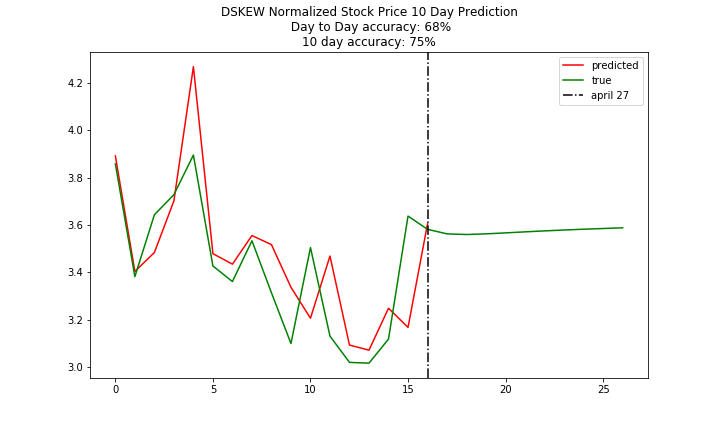 DSKEW Normalized Stock Price 10 Day Prediction
Day to Day accuracy: 68%
10 day accuracy: 75%
predicted
true
april 27
4.2
4.0
3.8
3.6
3.4
3.2
3.0
0 5 10 15 20 25